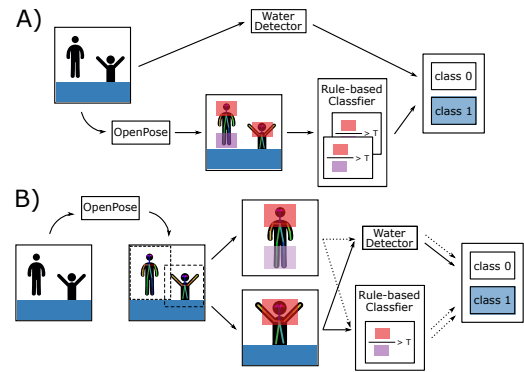 A)
Water
Detector
OpenPose
Rule-based
Classfier
> T
> T
class 0
class 1
B)
OpenPose
Water
Detector
Rule-based
Classfier
> T
class 0
class 1